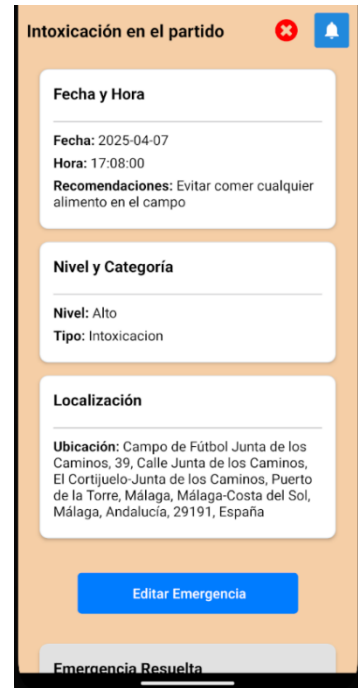 Intoxicación en el partido
Fecha y Hora
Fecha: 2025-04-07
Hora: 17:08:00
Recomendaciones: Evitar comer cualquier
alimento en el campo
Nivel y Categoría
Nivel: Alto
Tipo: Intoxicacion
Localización
Ubicación: Campo de Fútbol Junta de los
Caminos, 39, Calle Junta de los Caminos,
El Cortijuelo-Junta de los Caminos, Puerto
de la Torre, Málaga, Málaga-Costa del Sol,
Málaga, Andalucía, 29191, España
Editar Emergencia
Emergencia Resuelta